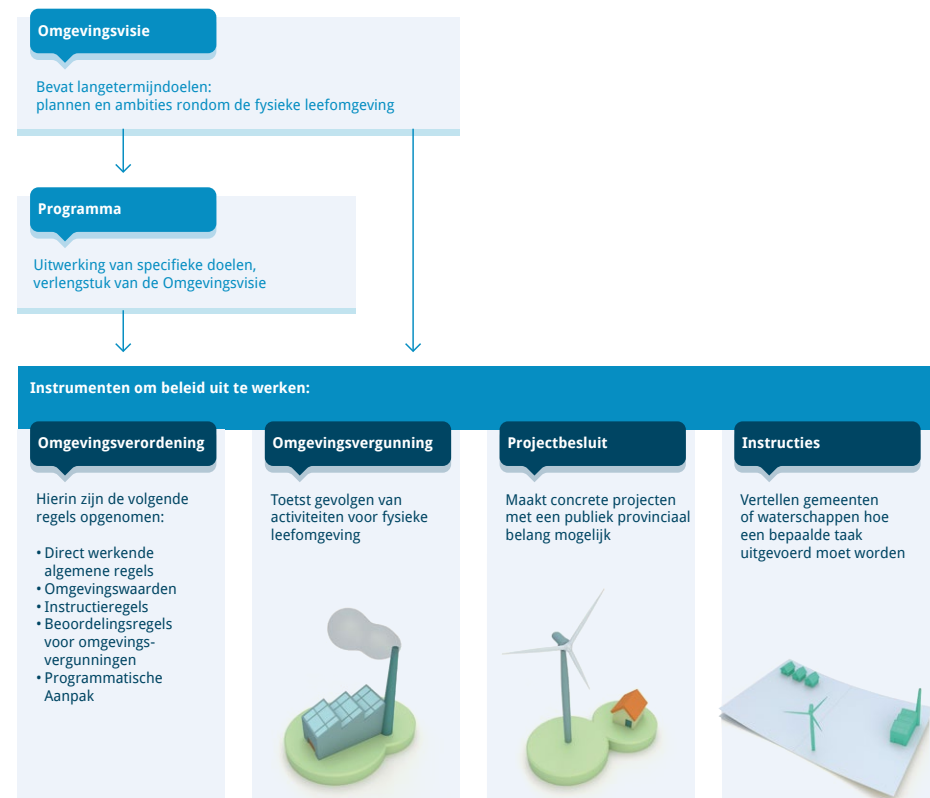 Omgevingsvisie
Bevat langetermijndoelen:
plannen en ambities rondom de fysieke leefomgeving
Programma
Uitwerking van specifieke doelen,
verlengstuk van de Omgevingsvisie
Instrumenten om beleid uit te werken:
Omgevingsverordening
Hierin zijn de volgende
regels opgenomen:
• Direct werkende
algemene regels
• Omgevingswaarden
• Instructieregels
• Beoordelingsregels
voor omgevings-
vergunningen
• Programmatische
Aanpak
Omgevingsvergunning
Toetst gevolgen van
activiteiten voor fysieke
leefomgeving
Projectbesluit
Maakt concrete projecten
met een publiek provinciaal
belang mogelijk
Instructies
Vertellen gemeenten
of waterschappen hoe
een bepaalde taak
uitgevoerd moet worden